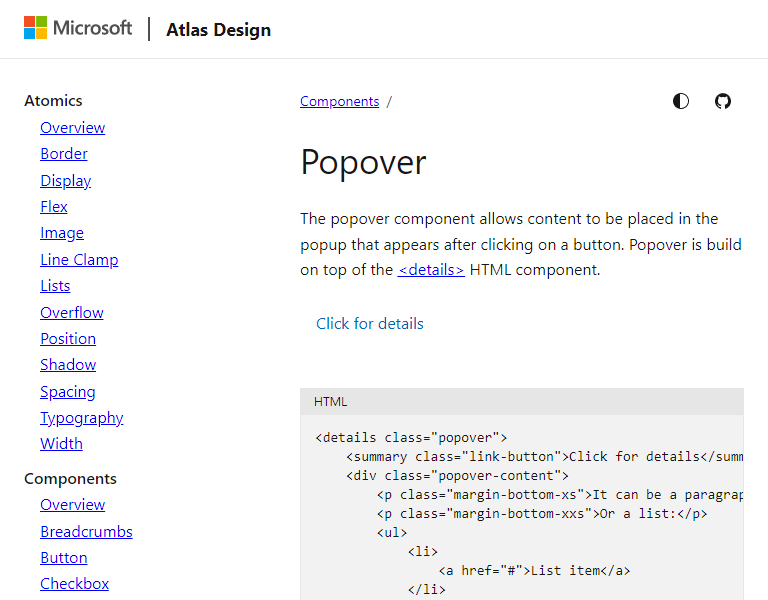 Microsoft | Atlas Design
Atomics
Overview
Border
Display
Flex
Image
Line Clamp
Lists
Overflow
Position
Shadow
Spacing
Typography
Width
Components
Overview
Breadcrumbs
Button
Checkbox
Components /
Popover
The popover component allows content to be placed in the
popup that appears after clicking on a button. Popover is build
on top of the <details> HTML component.
Click for details
HTML
<details class="popover">
    <summary class="link-button">Click for details</summ
    <div class="popover-content">
        <p class="margin-bottom-xs">It can be a paragrap
        <p class="margin-bottom-xxs">Or a list:</p>
        <ul>
            <li>
                <a href="#">List item</a>
            </li>